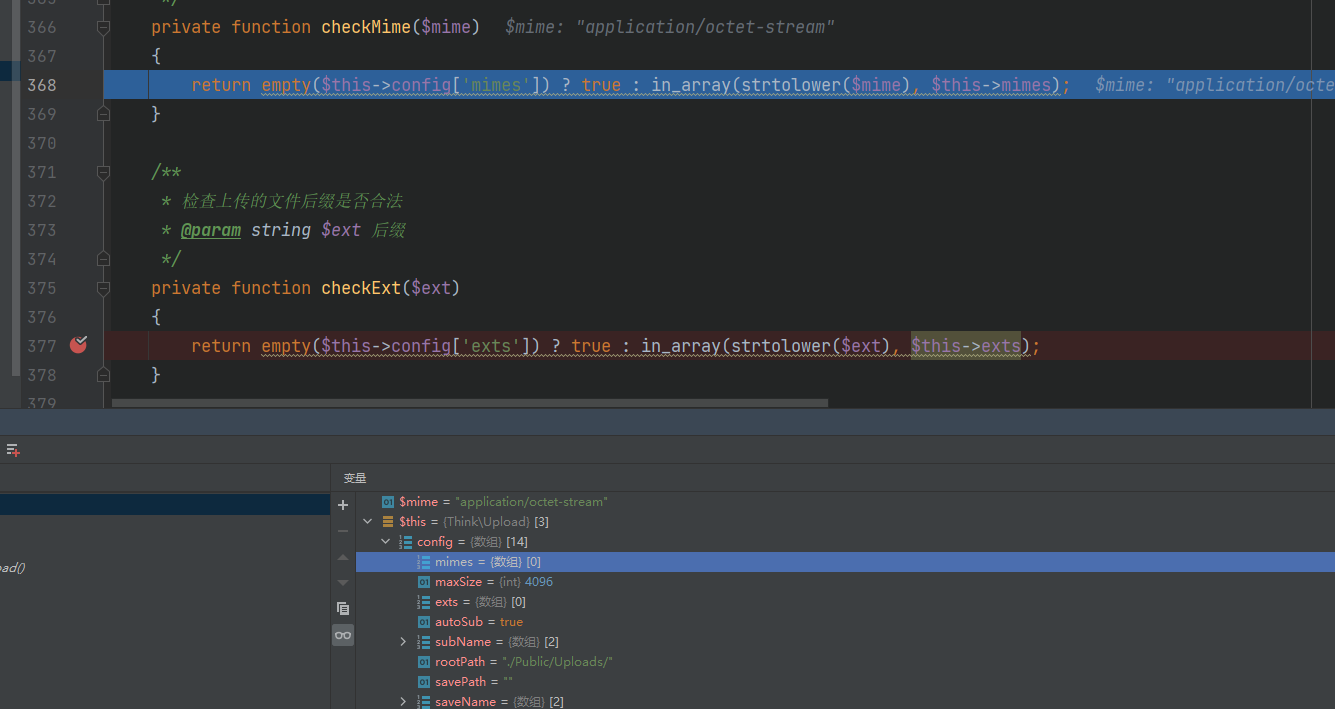 365 */
366 private function checkMime($mime) $mime: "application/octet-stream"
367 {
368 return empty($this->config['mimes']) ? true : in_array(strtolower($mime), $this->mimes); $mime: "application/octe
369 }
370
371 /**
372 * 检查上传的文件后缀是否合法
373 * @param string $ext 后缀
374 */
375 private function checkExt($ext)
376 {
377 return empty($this->config['exts']) ? true : in_array(strtolower($ext), $this->exts);
378 }
379
变量
$mime = "application/octet-stream"
$this = {Think\Upload} [3]
config = {数组} [14]
mimes = {数组} [0]
oad()
maxSize = {int} 4096
exts = {数组} [0]
autoSub = true
subName = {数组} [2]
rootPath = "./Public/Uploads/"
savePath = ""
saveName = {数组} [2]